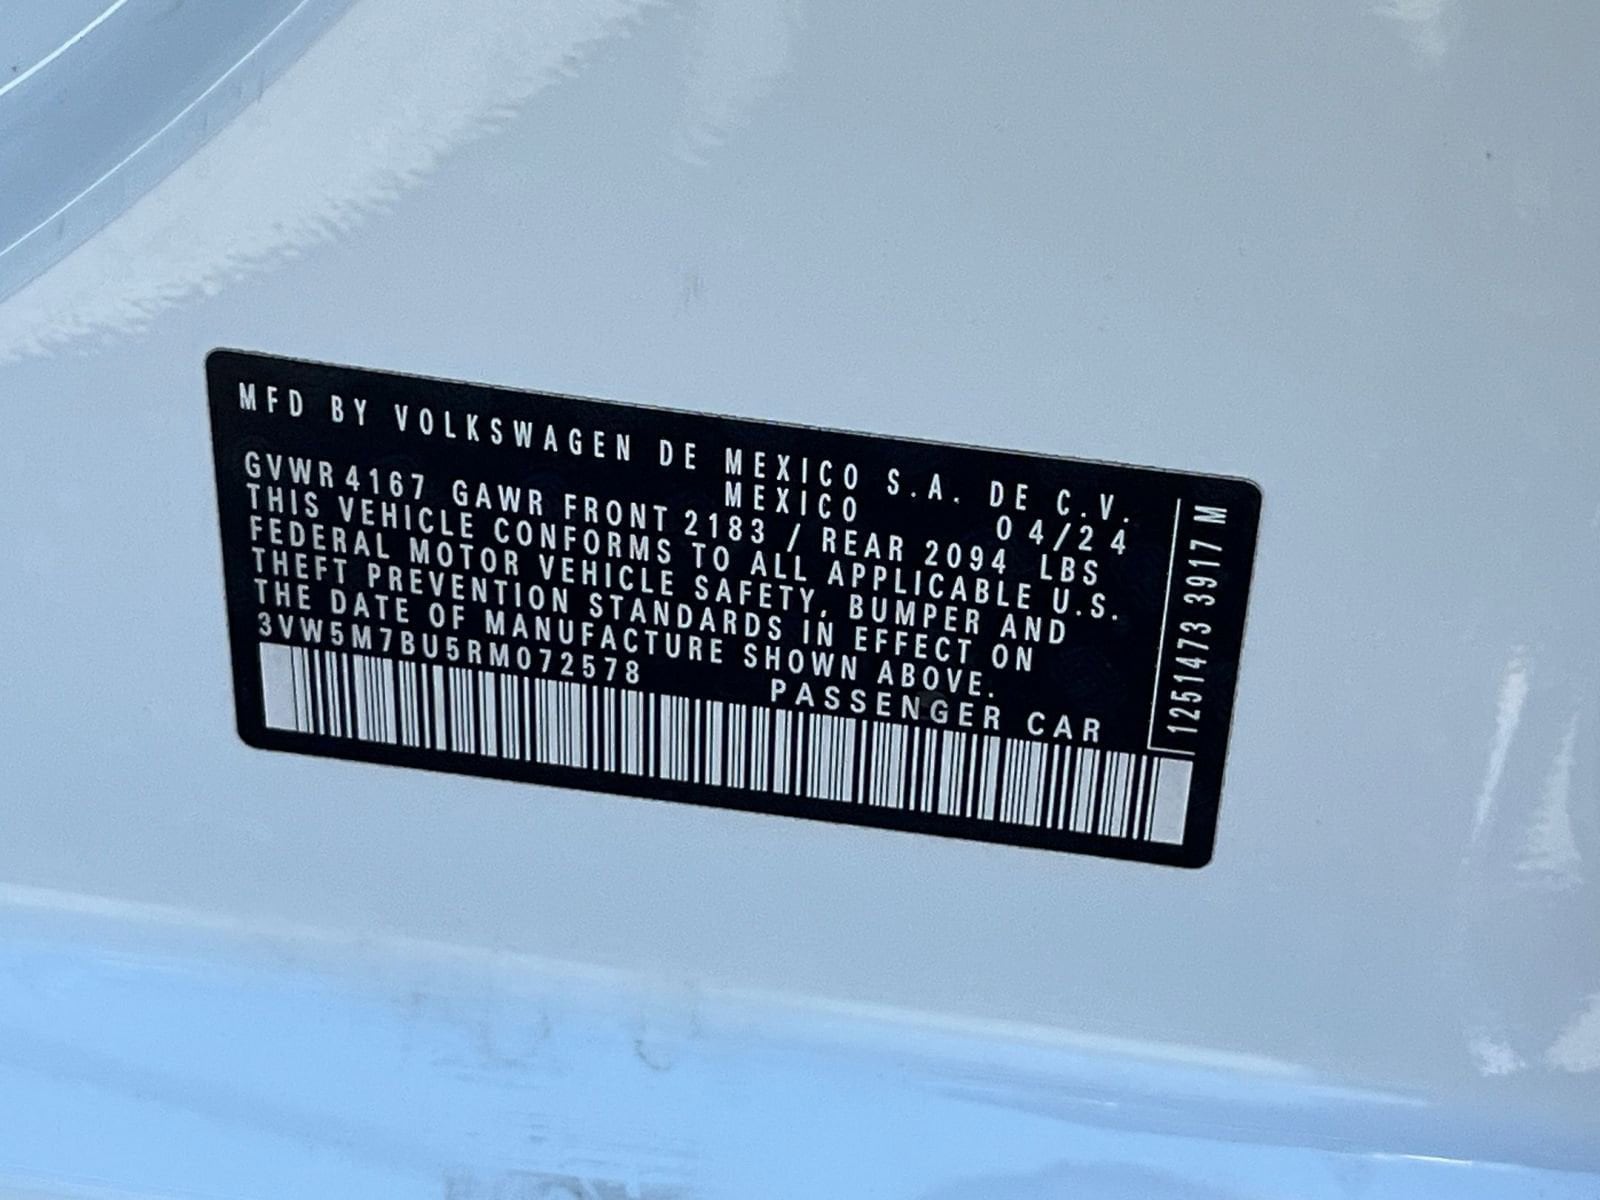 MFD BY VOLKSWAGEN DE MEXICO S.A. DE C.V.
MEXICO 04/24
GVWR 4167 GAWR FRONT 2183 / REAR 2094 LBS
THIS VEHICLE CONFORMS TO ALL APPLICABLE U.S.
FEDERAL MOTOR VEHICLE SAFETY, BUMPER AND
THEFT PREVENTION STANDARDS IN EFFECT ON
THE DATE OF MANUFACTURE SHOWN ABOVE.
3VW5M7BU5RM072578 PASSENGER CAR
1251473 3917 M